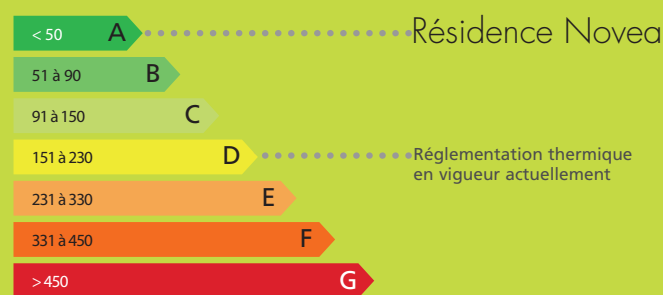 < 50 A Résidence Novea
51 à 90 B
91 à 150 C
151 à 230 D Réglementation thermique
en vigueur actuellement
231 à 330 E
331 à 450 F
> 450 G